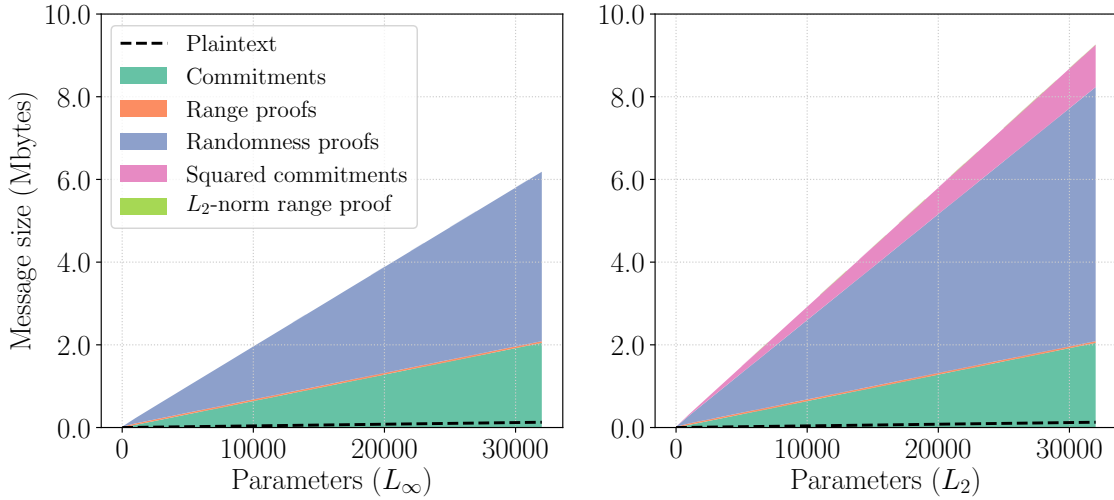 10.0
8.0
6.0
4.0
2.0
0.0
Message size (Mbytes)
Plaintext
Commitments
Range proofs
Randomness proofs
Squared commitments
L₂-norm range proof
0 10000 20000 30000
Parameters (L∞)
10.0
8.0
6.0
4.0
2.0
0.0
0 10000 20000 30000
Parameters (L₂)